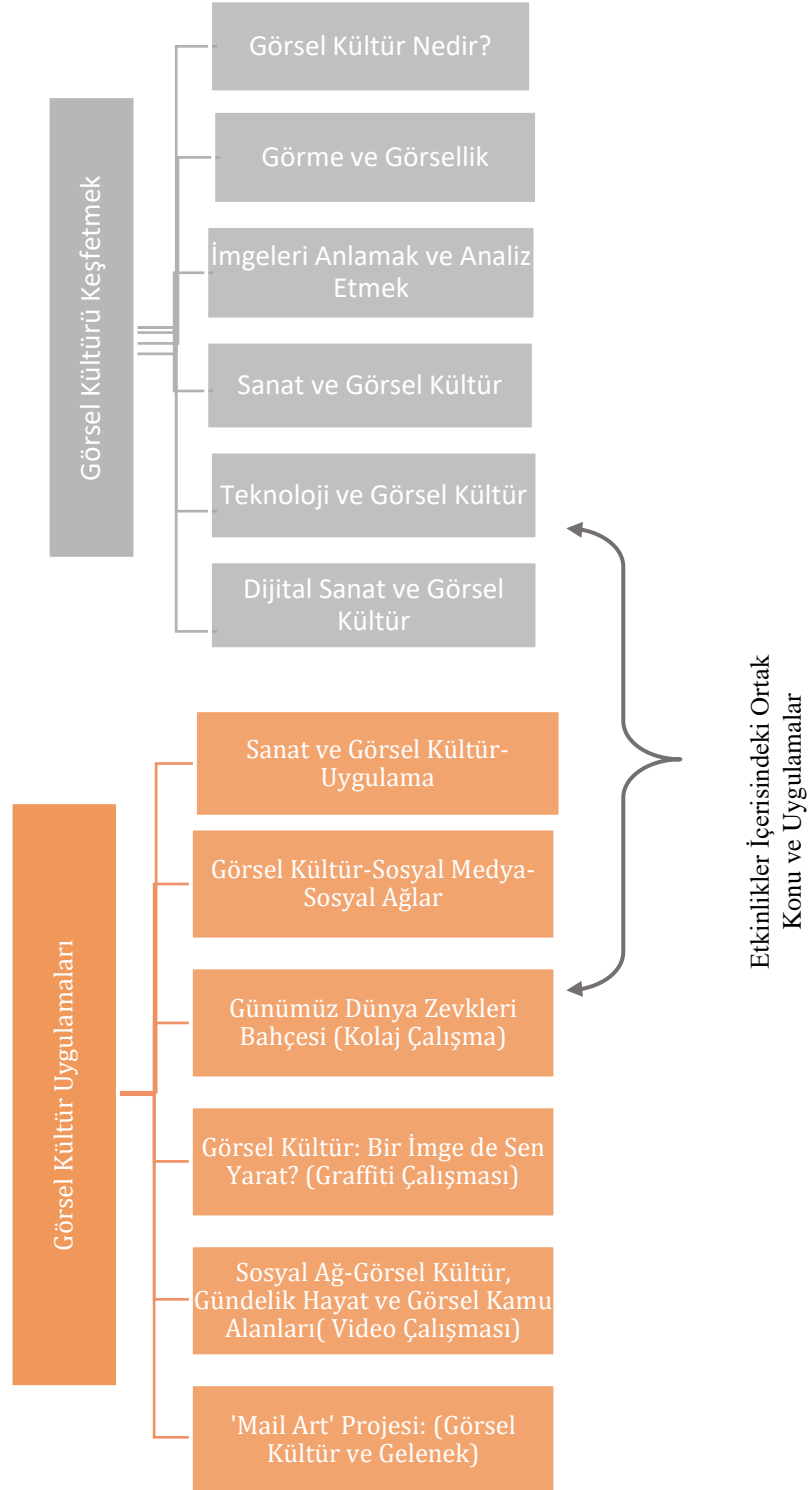 Görsel Kültürü Keşfetmek
Görsel Kültür Nedir?
Görme ve Görsellik
İmgeleri Anlamak ve Analiz
Etmek
Sanat ve Görsel Kültür
Teknoloji ve Görsel Kültür
Dijital Sanat ve Görsel
Kültür
Görsel Kültür Uygulamaları
Sanat ve Görsel Kültür-
Uygulama
Görsel Kültür-Sosyal Medya-
Sosyal Ağlar
Günümüz Dünya Zevkleri
Bahçesi (Kolaj Çalışma)
Görsel Kültür: Bir İmge de Sen
Yarat? (Graffiti Çalışması)
Sosyal Ağ-Görsel Kültür,
Gündelik Hayat ve Görsel Kamu
Alanları( Video Çalışması)
'Mail Art' Projesi: (Görsel
Kültür ve Gelenek)
Etkinlikler İçerisindeki Ortak
Konu ve Uygulamalar